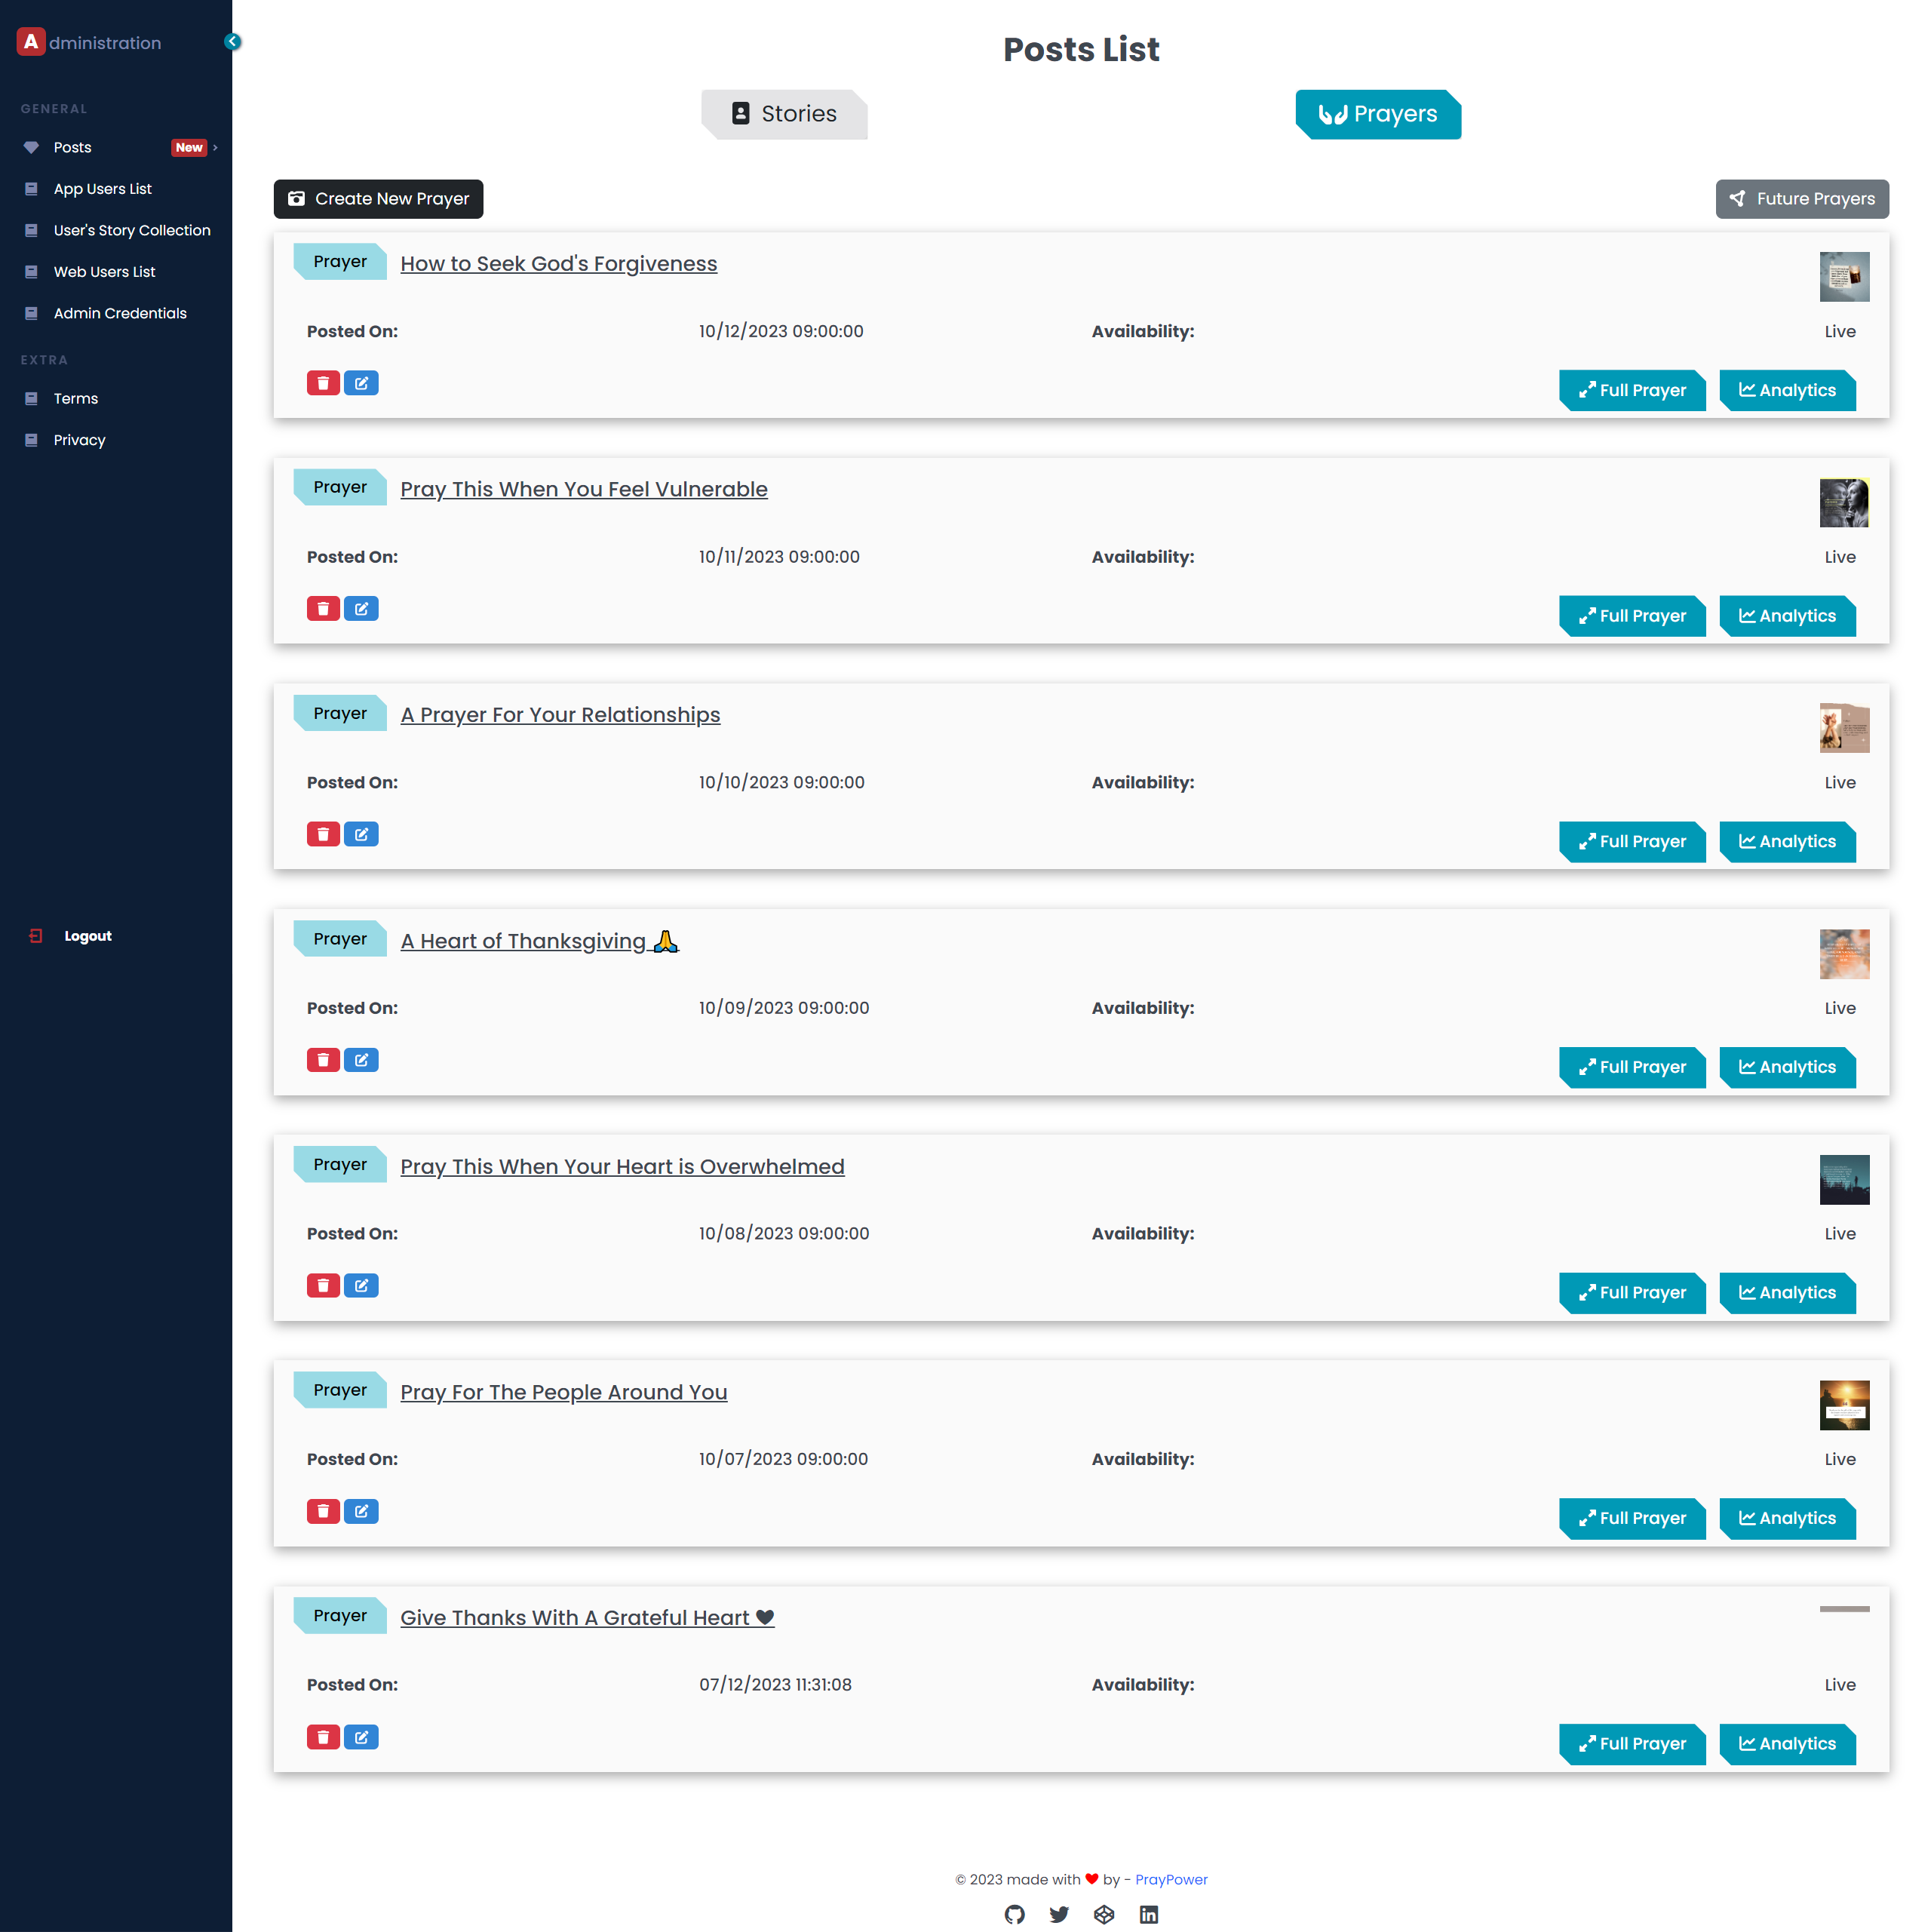 Administration
GENERAL
Posts New
App Users List
User's Story Collection
Web Users List
Admin Credentials
EXTRA
Terms
Privacy
Logout
Posts List
Stories Prayers
Create New Prayer Future Prayers
Prayer How to Seek God's Forgiveness
Posted On: 10/12/2023 09:00:00 Availability: Live
Full Prayer Analytics
Prayer Pray This When You Feel Vulnerable
Posted On: 10/11/2023 09:00:00 Availability: Live
Full Prayer Analytics
Prayer A Prayer For Your Relationships
Posted On: 10/10/2023 09:00:00 Availability: Live
Full Prayer Analytics
Prayer A Heart of Thanksgiving 🙏
Posted On: 10/09/2023 09:00:00 Availability: Live
Full Prayer Analytics
Prayer Pray This When Your Heart is Overwhelmed
Posted On: 10/08/2023 09:00:00 Availability: Live
Full Prayer Analytics
Prayer Pray For The People Around You
Posted On: 10/07/2023 09:00:00 Availability: Live
Full Prayer Analytics
Prayer Give Thanks With A Grateful Heart ♥
Posted On: 07/12/2023 11:31:08 Availability: Live
Full Prayer Analytics
© 2023 made with ♥ by - PrayPower